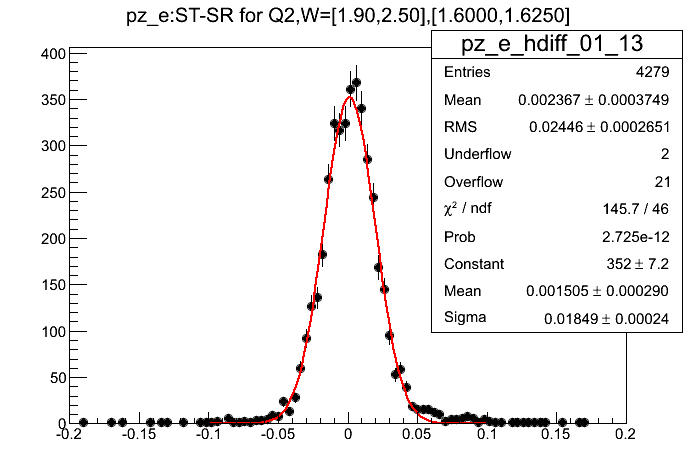 pz_e:ST-SR for Q2,W=[1.90,2.50],[1.6000,1.6250]
pz_e_hdiff_01_13
Entries 4279
Mean 0.002367 ± 0.0003749
RMS 0.02446 ± 0.0002651
Underflow 2
Overflow 21
χ² / ndf 145.7 / 46
Prob 2.725e-12
Constant 352 ± 7.2
Mean 0.001505 ± 0.000290
Sigma 0.01849 ± 0.00024
400
350
300
250
200
150
100
50
0
-0.2 -0.15 -0.1 -0.05 0 0.05 0.1 0.15 0.2